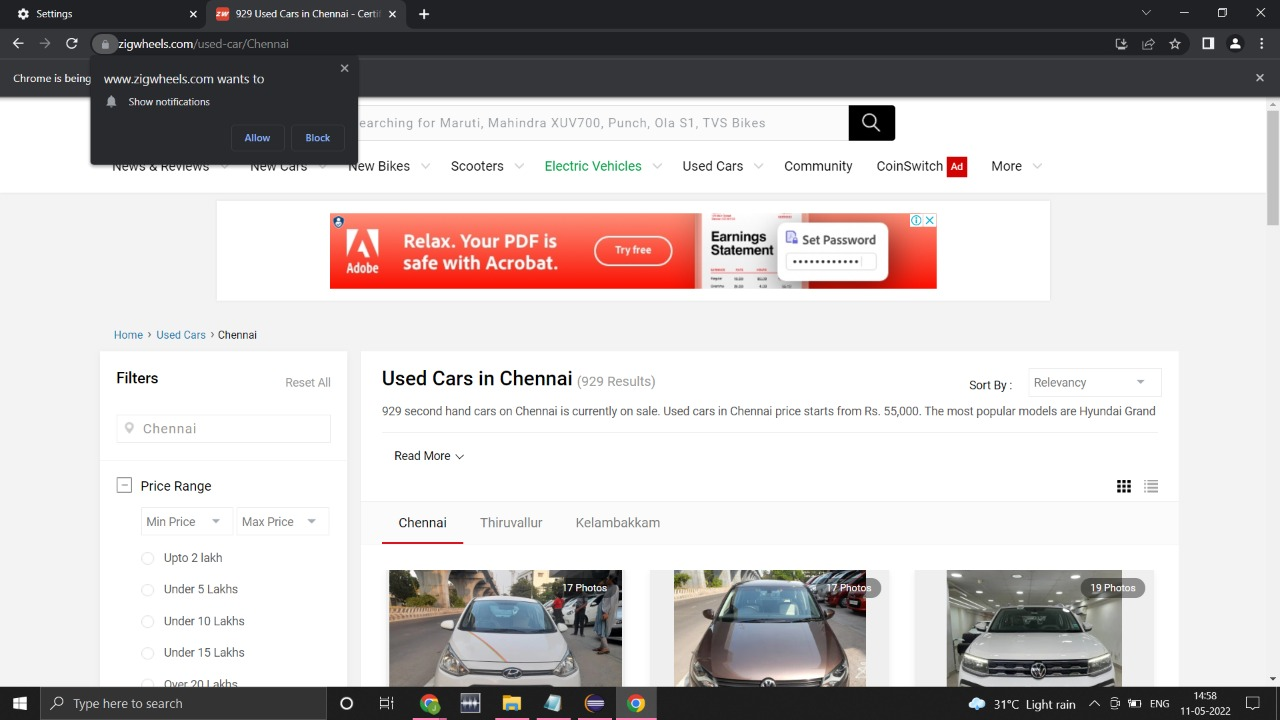 Settings
ZW 929 Used Cars in Chennai - Certif
zigwheels.com/used-car/Chennai
Chrome is being
www.zigwheels.com wants to
Show notifications
Allow Block
earching for Maruti, Mahindra XUV700, Punch, Ola S1, TVS Bikes
News & Reviews New Cars New Bikes Scooters Electric Vehicles Used Cars Community CoinSwitch Ad More
Adobe
Relax. Your PDF is
safe with Acrobat.
Try free
Earnings
Statement
Set Password
Home › Used Cars › Chennai
Filters
Reset All
Chennai
Price Range
Min Price Max Price
Upto 2 lakh
Under 5 Lakhs
Under 10 Lakhs
Under 15 Lakhs
Over 20 Lakhs
Used Cars in Chennai (929 Results)
Sort By : Relevancy
929 second hand cars on Chennai is currently on sale. Used cars in Chennai price starts from Rs. 55,000. The most popular models are Hyundai Grand
Read More
Chennai Thiruvallur Kelambakkam
17 Photos 17 Photos 19 Photos
Type here to search
31°C Light rain
ENG
14:58
11-05-2022